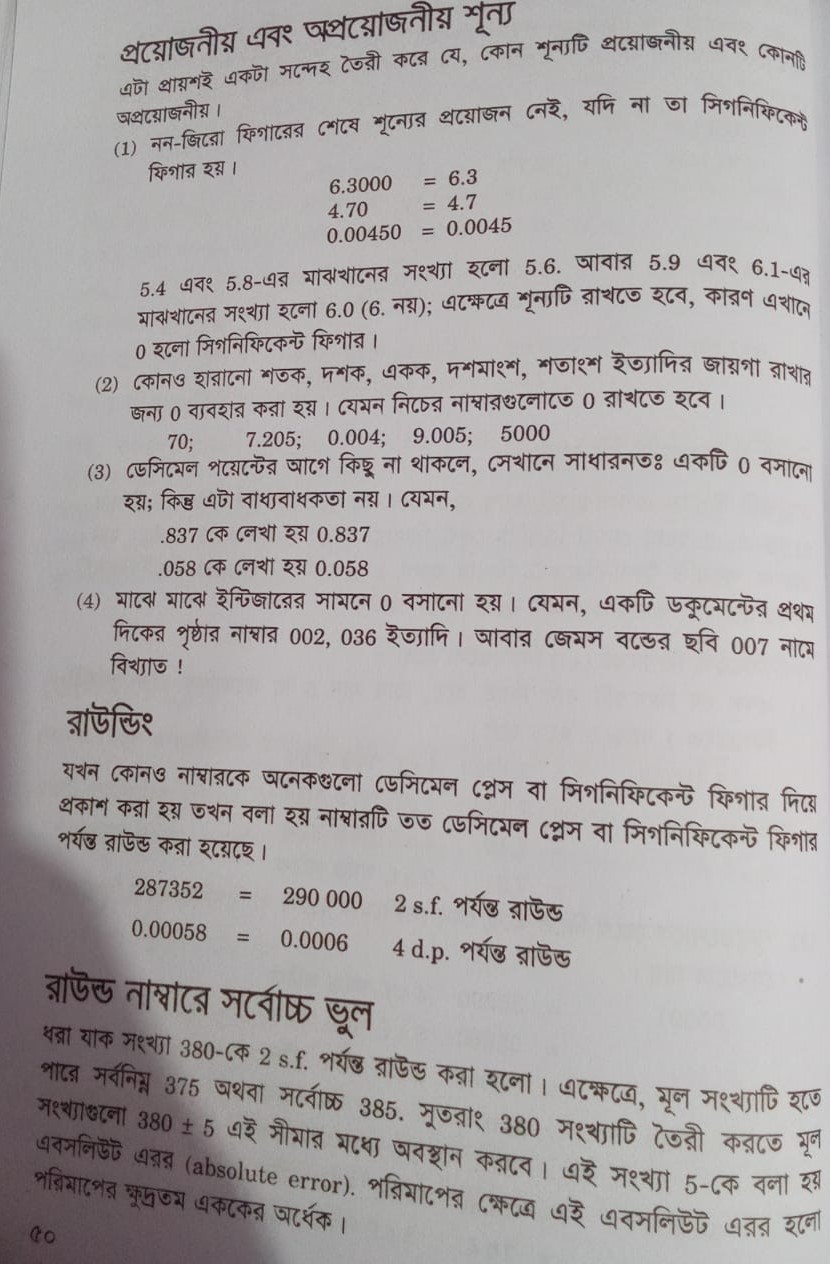 প্রয়োজনীয় এবং অপ্রয়োজনীয় শূন্য
এটা প্রায়শই একটা সন্দেহ তৈরী করে যে, কোন শূন্যটি প্রয়োজনীয় এবং কোনটি
অপ্রয়োজনীয়।
(1) নন-জিরো ফিগারের শেষে শূন্যের প্রয়োজন নেই, যদি না তা সিগনিফিকেন্ট
ফিগার হয়।
6.3000 = 6.3
4.70 = 4.7
0.00450 = 0.0045
5.4 এবং 5.8-এর মাঝখানের সংখ্যা হলো 5.6. আবার 5.9 এবং 6.1-এর
মাঝখানের সংখ্যা হলো 6.0 (6. নয়); এক্ষেত্রে শূন্যটি রাখতে হবে, কারণ এখানে
0 হলো সিগনিফিকেন্ট ফিগার।
(2) কোনও হারানো শতক, দশক, একক, দশমাংশ, শতাংশ ইত্যাদির জায়গা রাখার
জন্য 0 ব্যবহার করা হয়। যেমন নিচের নাম্বারগুলোতে 0 রাখতে হবে।
70; 7.205; 0.004; 9.005; 5000
(3) ডেসিমেল পয়েন্টের আগে কিছু না থাকলে, সেখানে সাধারনতঃ একটি 0 বসানো
হয়; কিন্তু এটা বাধ্যবাধকতা নয়। যেমন,
.837 কে লেখা হয় 0.837
.058 কে লেখা হয় 0.058
(4) মাঝে মাঝে ইন্টিজারের সামনে 0 বসানো হয়। যেমন, একটি ডকুমেন্টের প্রথম
দিকের পৃষ্ঠার নাম্বার 002, 036 ইত্যাদি। আবার জেমস বন্ডের ছবি 007 নামে
বিখ্যাত !
রাউন্ডিং
যখন কোনও নাম্বারকে অনেকগুলো ডেসিমেল প্লেস বা সিগনিফিকেন্ট ফিগার দিয়ে
প্রকাশ করা হয় তখন বলা হয় নাম্বারটি তত ডেসিমেল প্লেস বা সিগনিফিকেন্ট ফিগার
পর্যন্ত রাউন্ড করা হয়েছে।
287352 = 290 000 2 s.f. পর্যন্ত রাউন্ড
0.00058 = 0.0006 4 d.p. পর্যন্ত রাউন্ড
রাউন্ড নাম্বারে সর্বোচ্চ ভুল
ধরা যাক সংখ্যা 380-কে 2 s.f. পর্যন্ত রাউন্ড করা হলো। এক্ষেত্রে, মূল সংখ্যাটি হতে
পারে সর্বনিম্ন 375 অথবা সর্বোচ্চ 385. সুতরাং 380 সংখ্যাটি তৈরী করতে মূল
সংখ্যাগুলো 380 ± 5 এই সীমার মধ্যে অবস্থান করবে। এই সংখ্যা 5-কে বলা হয়
এবসলিউট এরর (absolute error). পরিমাপের ক্ষেত্রে এই এবসলিউট এরর হলো
পরিমাপের ক্ষুদ্রতম এককের অর্ধেক।
৫০